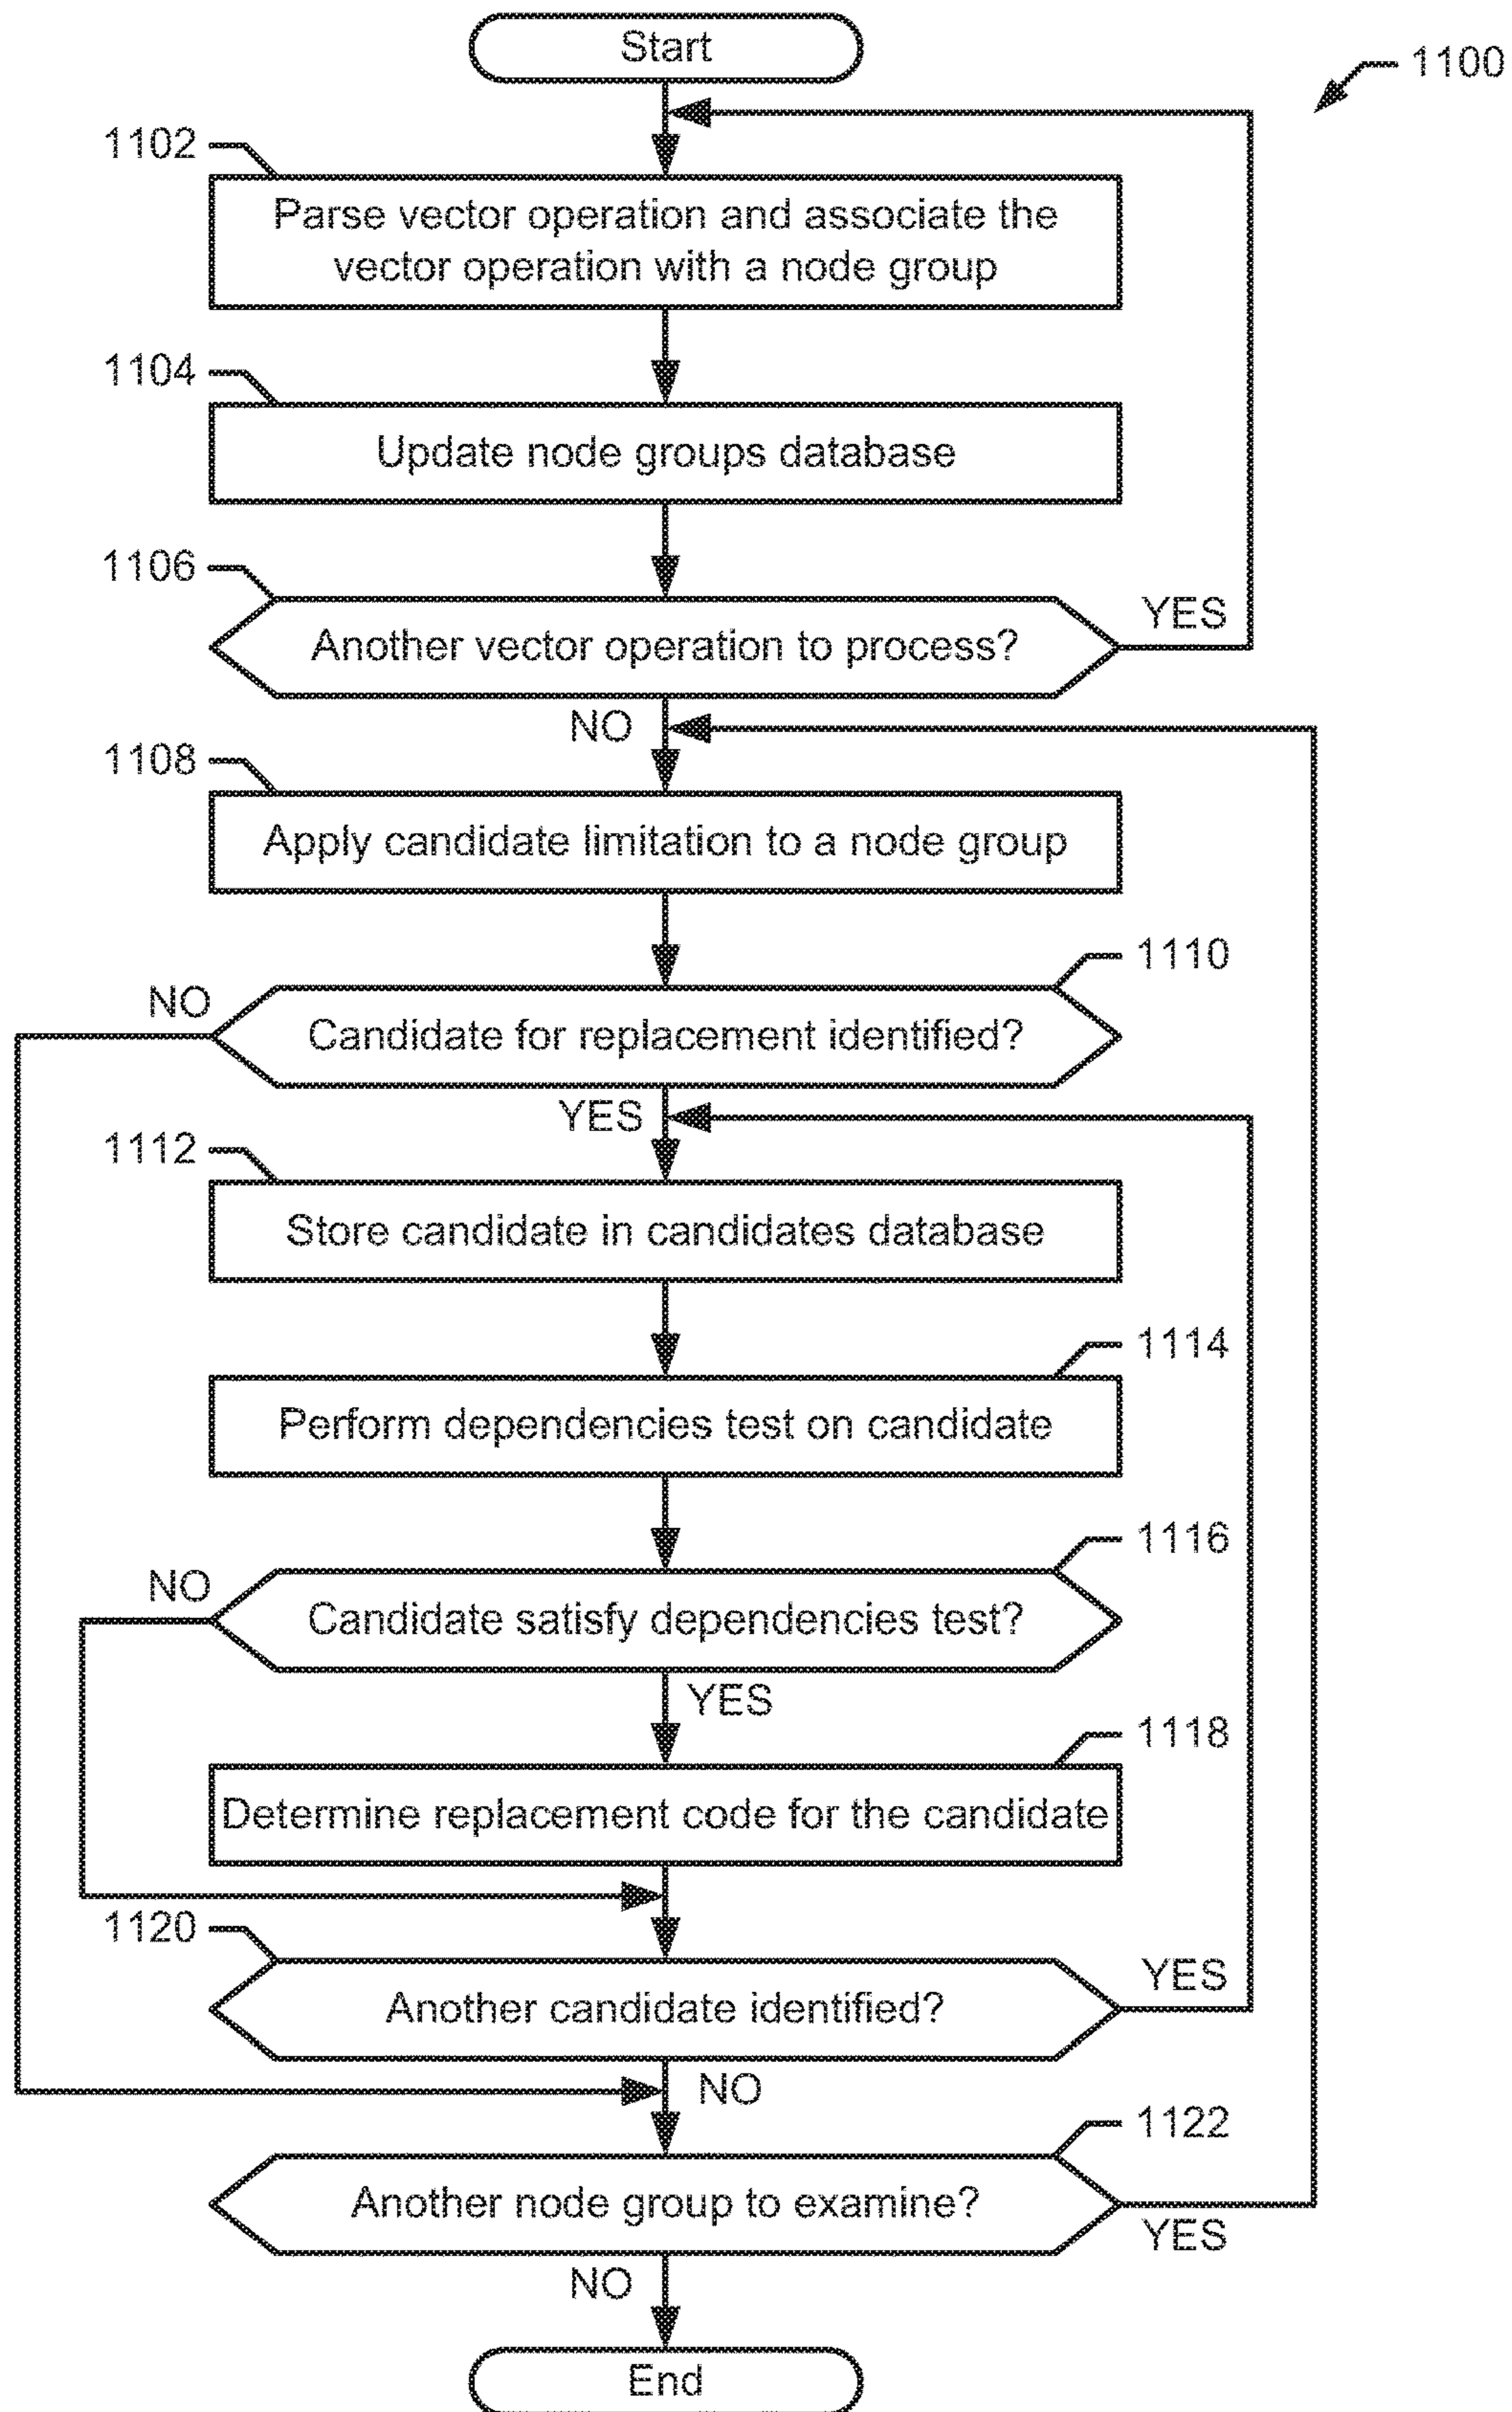 Start
1100
1102
Parse vector operation and associate the
vector operation with a node group
1104
Update node groups database
1106
Another vector operation to process?
YES
NO
1108
Apply candidate limitation to a node group
1110
NO
Candidate for replacement identified?
YES
1112
Store candidate in candidates database
1114
Perform dependencies test on candidate
1116
NO
Candidate satisfy dependencies test?
YES
1118
Determine replacement code for the candidate
1120
Another candidate identified?
YES
NO
1122
Another node group to examine?
YES
NO
End